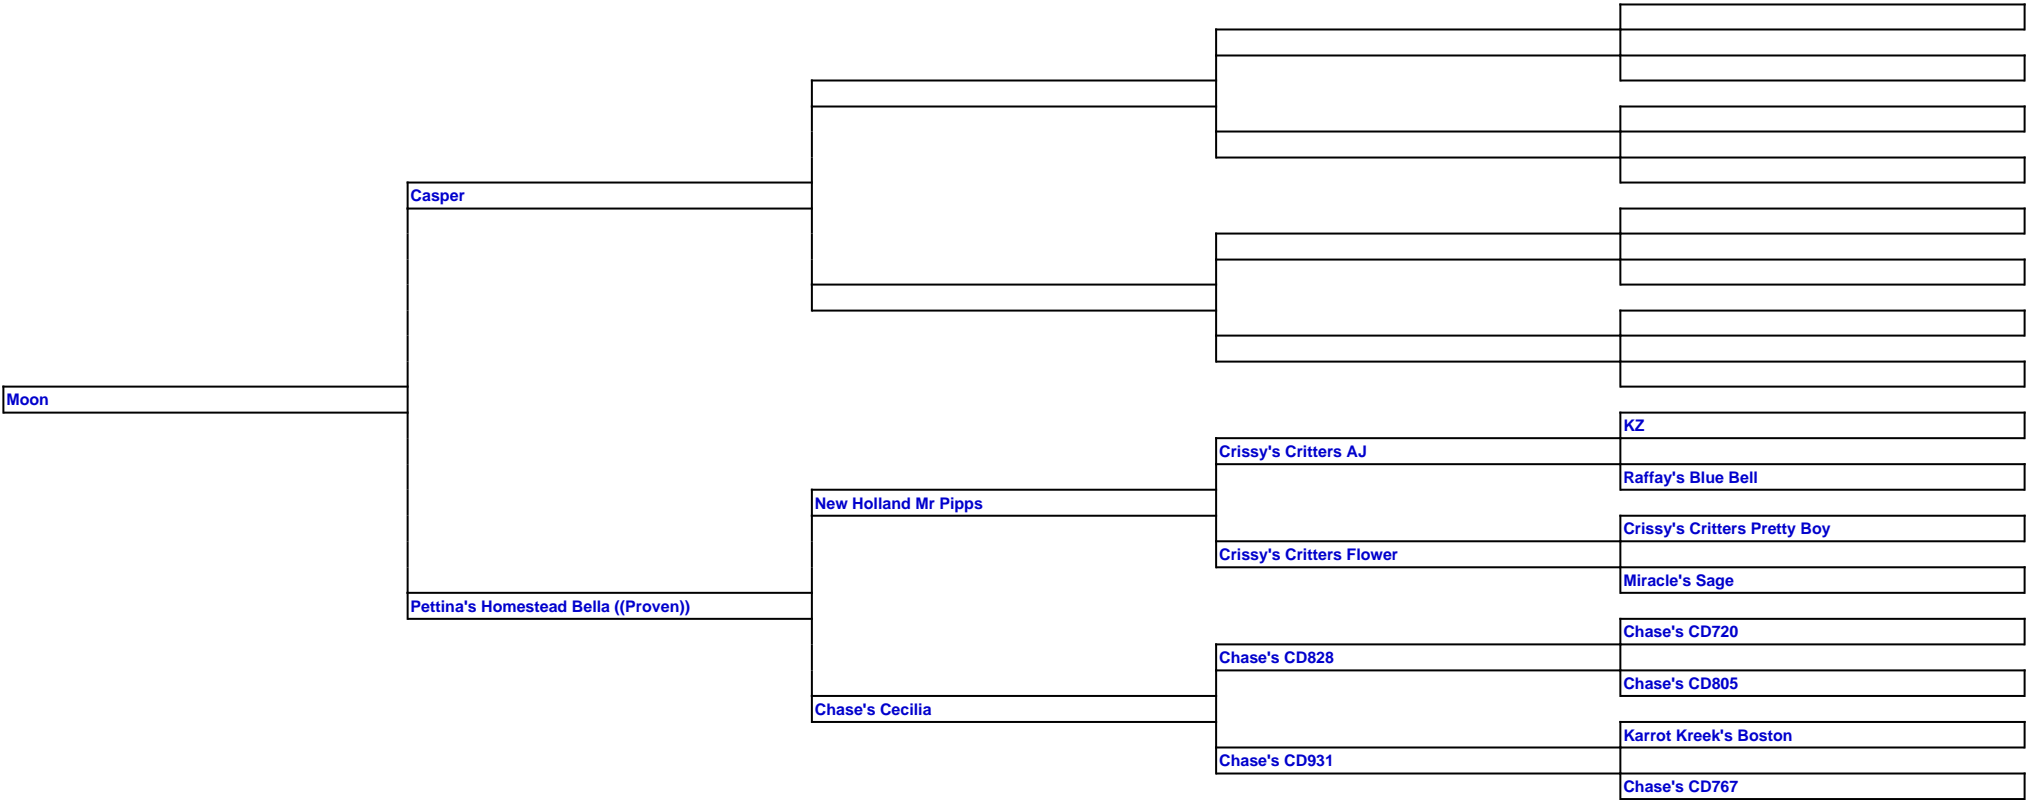 Casper
Moon
KZ
Crissy's Critters AJ
Raffay's Blue Bell
New Holland Mr Pipps
Crissy's Critters Pretty Boy
Crissy's Critters Flower
Miracle's Sage
Pettina's Homestead Bella ((Proven))
Chase's CD720
Chase's CD828
Chase's CD805
Chase's Cecilia
Karrot Kreek's Boston
Chase's CD931
Chase's CD767